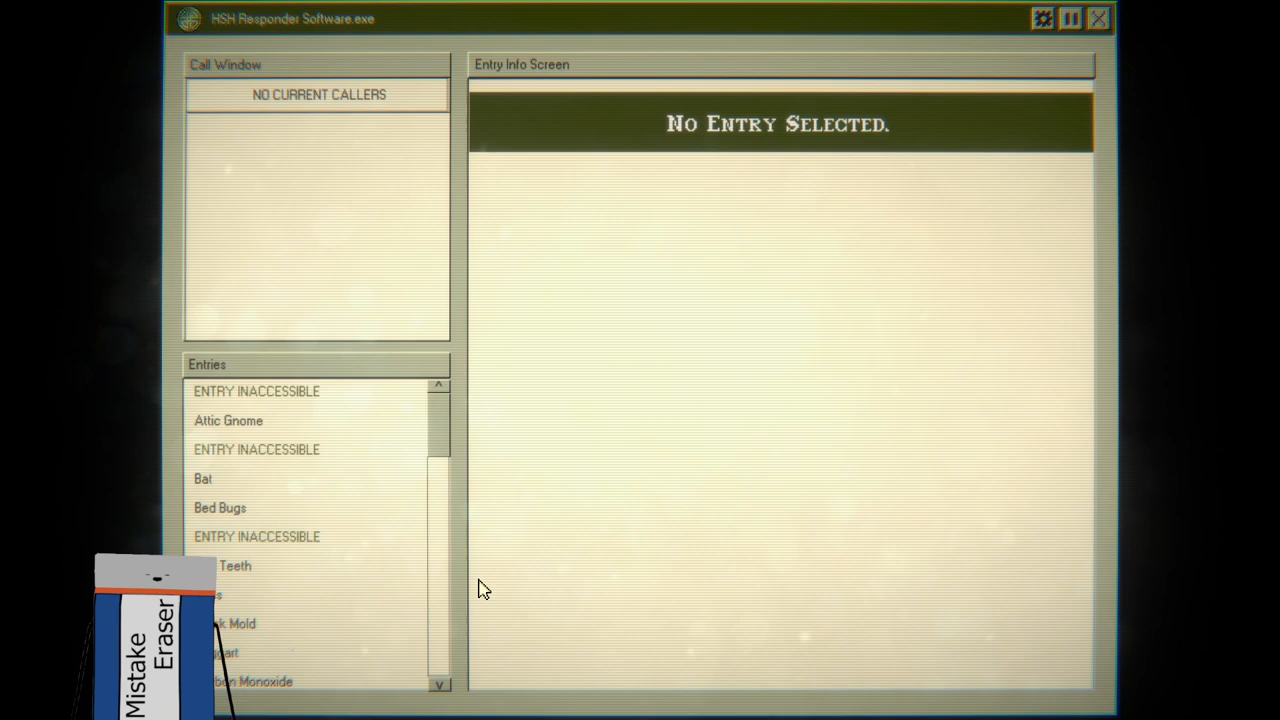 HSH Responder Software.exe
Call Window
NO CURRENT CALLERS
Entry Info Screen
No Entry Selected.
Entries
ENTRY INACCESSIBLE
Attic Gnome
ENTRY INACCESSIBLE
Bat
Bed Bugs
ENTRY INACCESSIBLE
Teeth
Mold
Monoxide
Mistake
Eraser